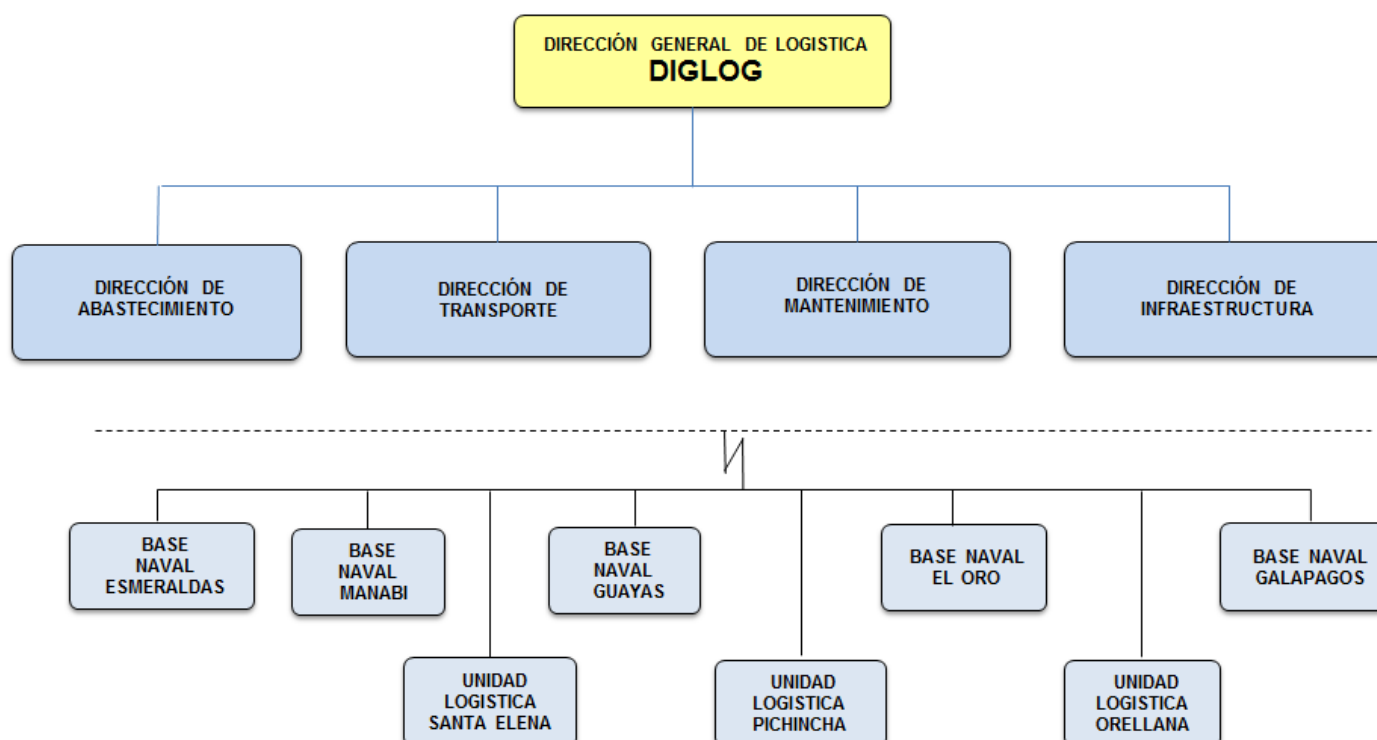 DIRECCIÓN GENERAL DE LOGISTICA
DIGLOG
DIRECCIÓN DE
ABASTECIMIENTO
DIRECCIÓN DE
TRANSPORTE
DIRECCIÓN DE
MANTENIMIENTO
DIRECCIÓN DE
INFRAESTRUCTURA
BASE
NAVAL
ESMERALDAS
BASE
NAVAL
MANABI
BASE
NAVAL
GUAYAS
BASE NAVAL
EL ORO
BASE NAVAL
GALAPAGOS
UNIDAD
LOGISTICA
SANTA ELENA
UNIDAD
LOGISTICA
PICHINCHA
UNIDAD
LOGISTICA
ORELLANA